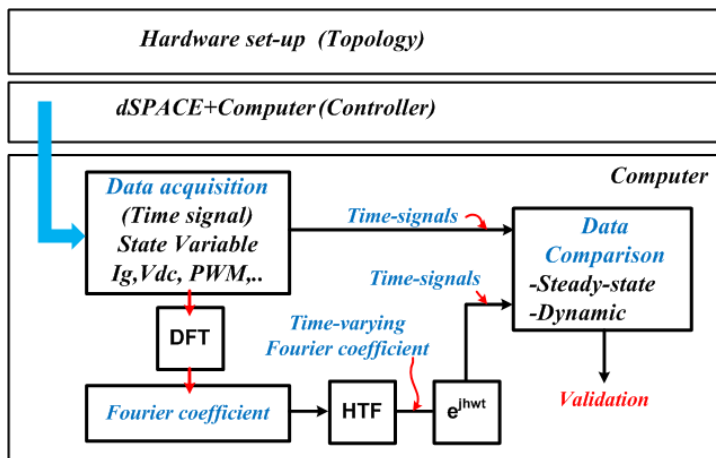 Hardware set-up (Topology)
dSPACE+Computer(Controller)
Computer
Data acquisition
(Time signal)
State Variable
Ig,Vdc, PWM,..
Time-signals
Data
Comparison
-Steady-state
-Dynamic
Time-signals
DFT
Time-varying
Fourier coefficient
Fourier coefficient
HTF
e^jhwt
Validation